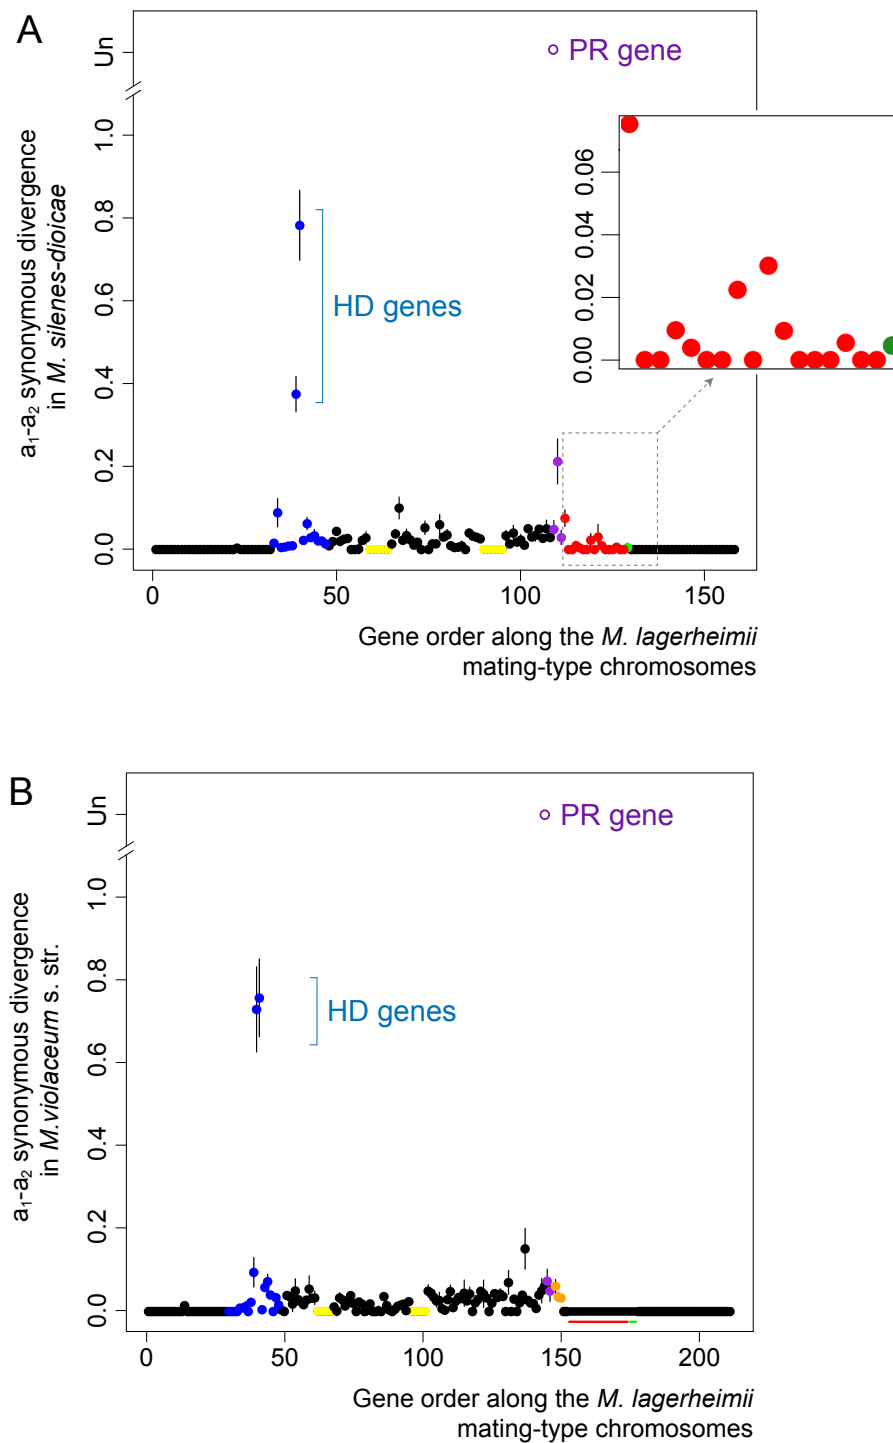 A
Un
PR gene
1.0
0.8
0.6
0.4
0.2
0.0
a₁-a₂ synonymous divergence
in M. silenes-dioicae
HD genes
0.06
0.04
0.02
0.00
0
50
100
150
Gene order along the M. lagerheimii
mating-type chromosomes
B
Un
PR gene
1.0
0.8
0.6
0.4
0.2
0.0
a₁-a₂ synonymous divergence
in M.violaceum s. str.
HD genes
0
50
100
150
200
Gene order along the M. lagerheimii
mating-type chromosomes